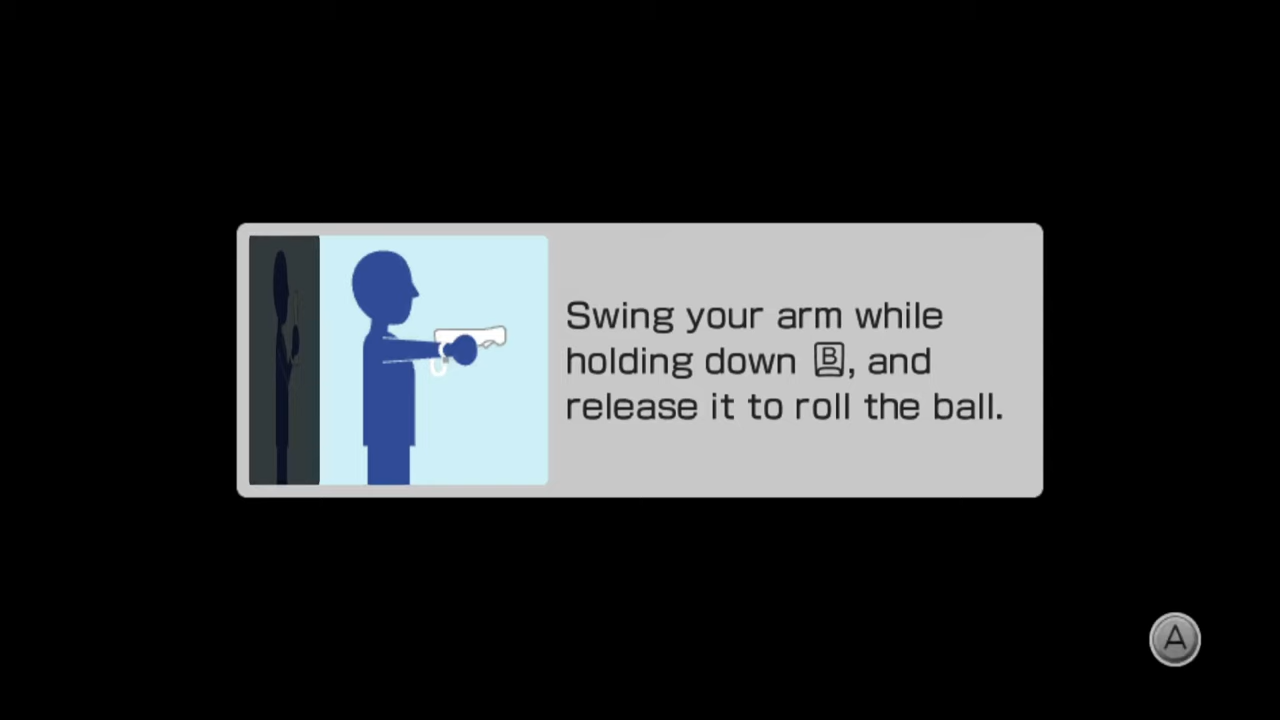 Swing your arm while
holding down B, and
release it to roll the ball.
A